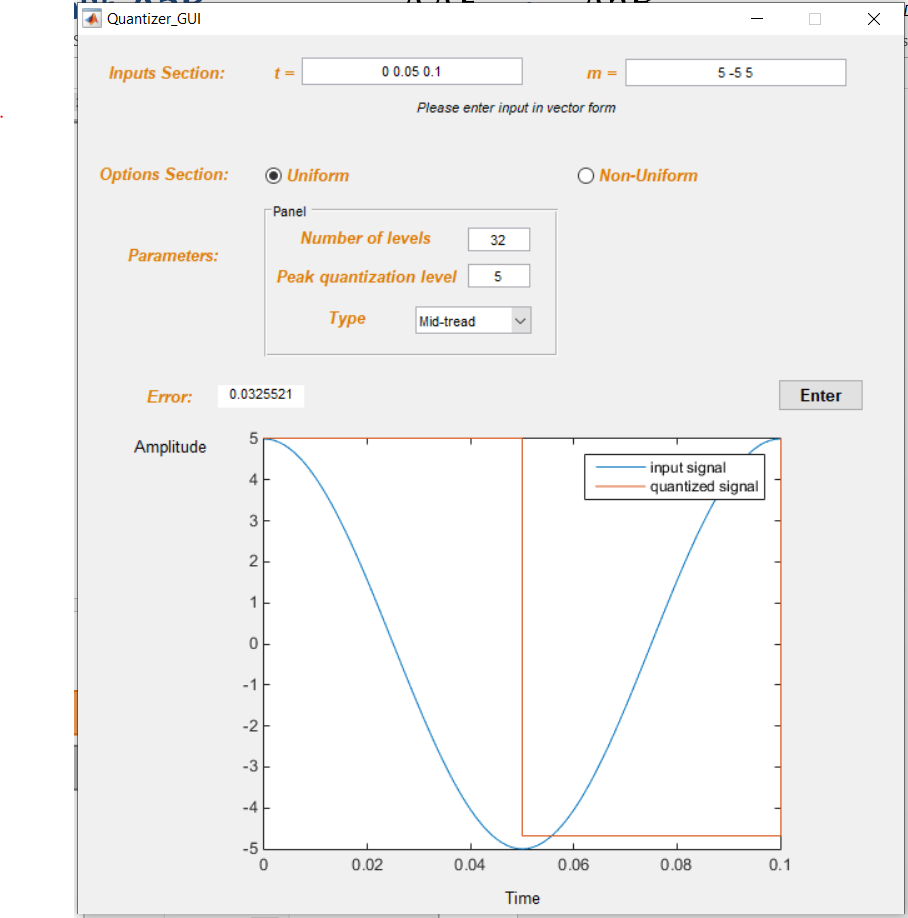 Quantizer_GUI
Inputs Section: t = 0 0.05 0.1 m = 5 -5 5
Please enter input in vector form
Options Section: Uniform Non-Uniform
Panel
Number of levels 32
Parameters:
Peak quantization level 5
Type Mid-tread
Error: 0.0325521 Enter
Amplitude
5
4
3
2
1
0
-1
-2
-3
-4
-5
input signal
quantized signal
0 0.02 0.04 0.06 0.08 0.1
Time